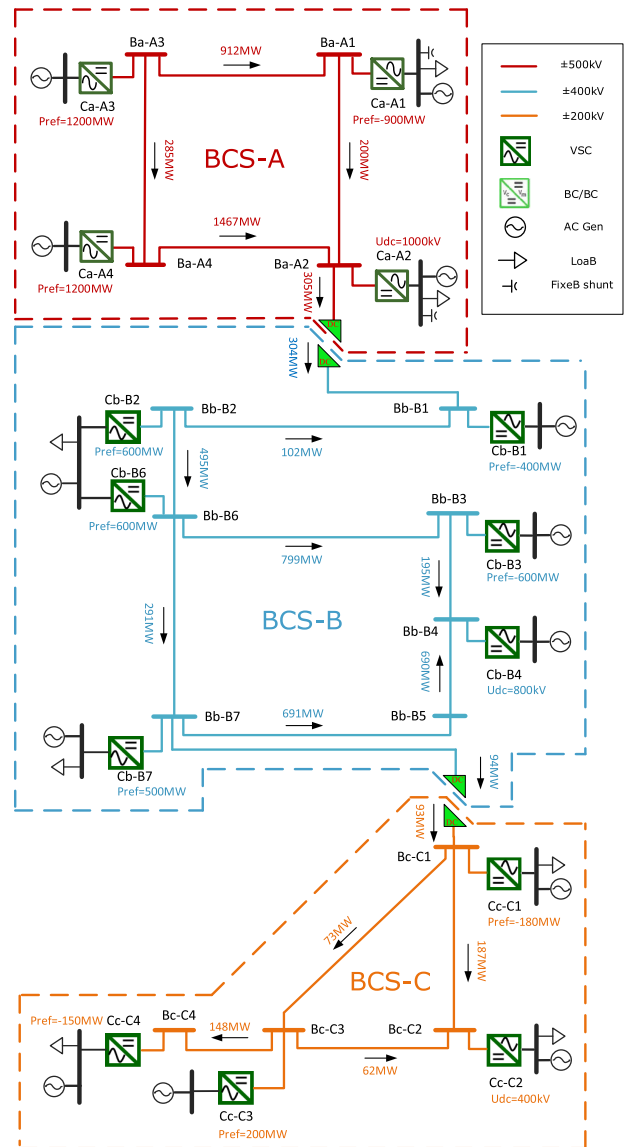 Ba-A3
912MW
Ba-A1
Ca-A3
Pref=1200MW
Ca-A1
Pref=-900MW
±500kV
±400kV
±200kV
VSC
BC/BC
AC Gen
LoaB
FixeB shunt
285MW
BCS-A
200MW
1467MW
Udc=1000kV
Ca-A4
Pref=1200MW
Ba-A4
Ba-A2
Ca-A2
305MW
DC
304MW
DC
Cb-B2
Bb-B2
Bb-B1
Pref=600MW
102MW
Cb-B1
Pref=-400MW
495MW
Cb-B6
Bb-B6
Bb-B3
Pref=600MW
799MW
Cb-B3
Pref=-600MW
195MW
291MW
BCS-B
Bb-B4
Cb-B4
Udc=800kV
690MW
Bb-B7
691MW
Bb-B5
Cb-B7
Pref=500MW
94MW
DC
93MW
DC
Bc-C1
Cc-C1
Pref=-180MW
73MW
187MW
BCS-C
Pref=-150MW
Cc-C4
Bc-C4
148MW
Bc-C3
Bc-C2
62MW
Cc-C2
Udc=400kV
Cc-C3
Pref=200MW